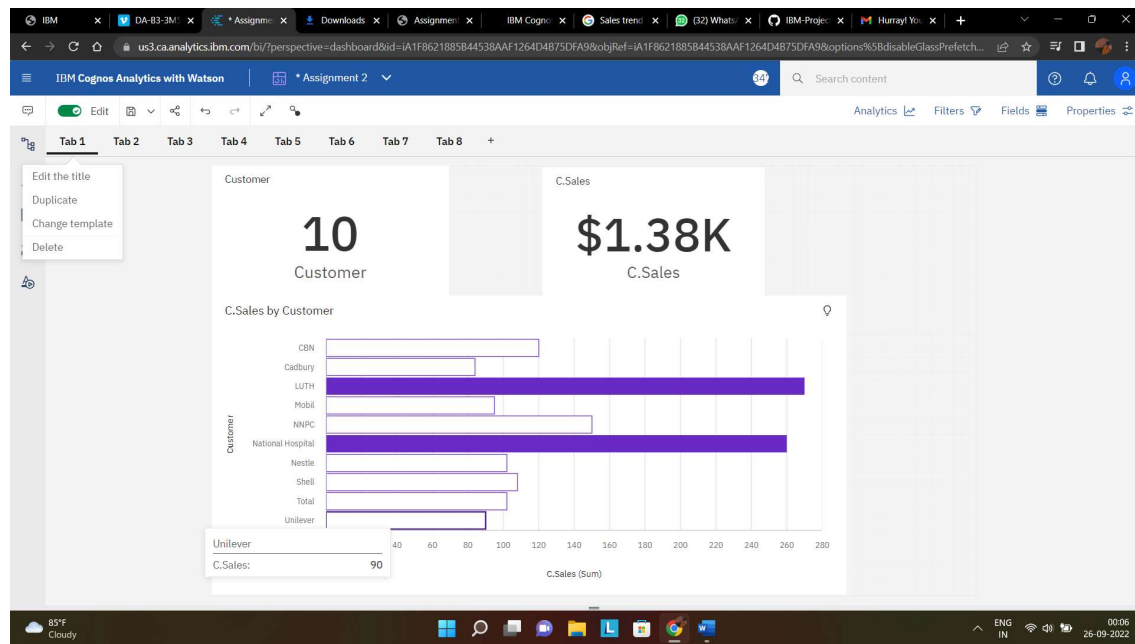 IBM
DA-B3-3M5
* Assignme
Downloads
Assignment
IBM Cogno
Sales trend
(32) WhatsA
IBM-Project
Hurray! You
us3.ca.analytics.ibm.com/bi/?perspective=dashboard&id=iA1F8621885B44538AAF1264D4B75DFA9&objRef=iA1F8621885B44538AAF1264D4B75DFA9&options%5BdisableGlassPrefetch...
IBM Cognos Analytics with Watson
* Assignment 2
Search content
Edit
Analytics
Filters
Fields
Properties
Tab 1 Tab 2 Tab 3 Tab 4 Tab 5 Tab 6 Tab 7 Tab 8 +
Edit the title
Duplicate
Change template
Delete
Customer
10
Customer
C.Sales
$1.38K
C.Sales
C.Sales by Customer
Customer
CBN
Cadbury
LUTH
Mobil
NNPC
National Hospital
Nestle
Shell
Total
Unilever
40 60 80 100 120 140 160 180 200 220 240 260 280
C.Sales (Sum)
Unilever
C.Sales: 90
85°F
Cloudy
ENG
IN
00:06
26-09-2022